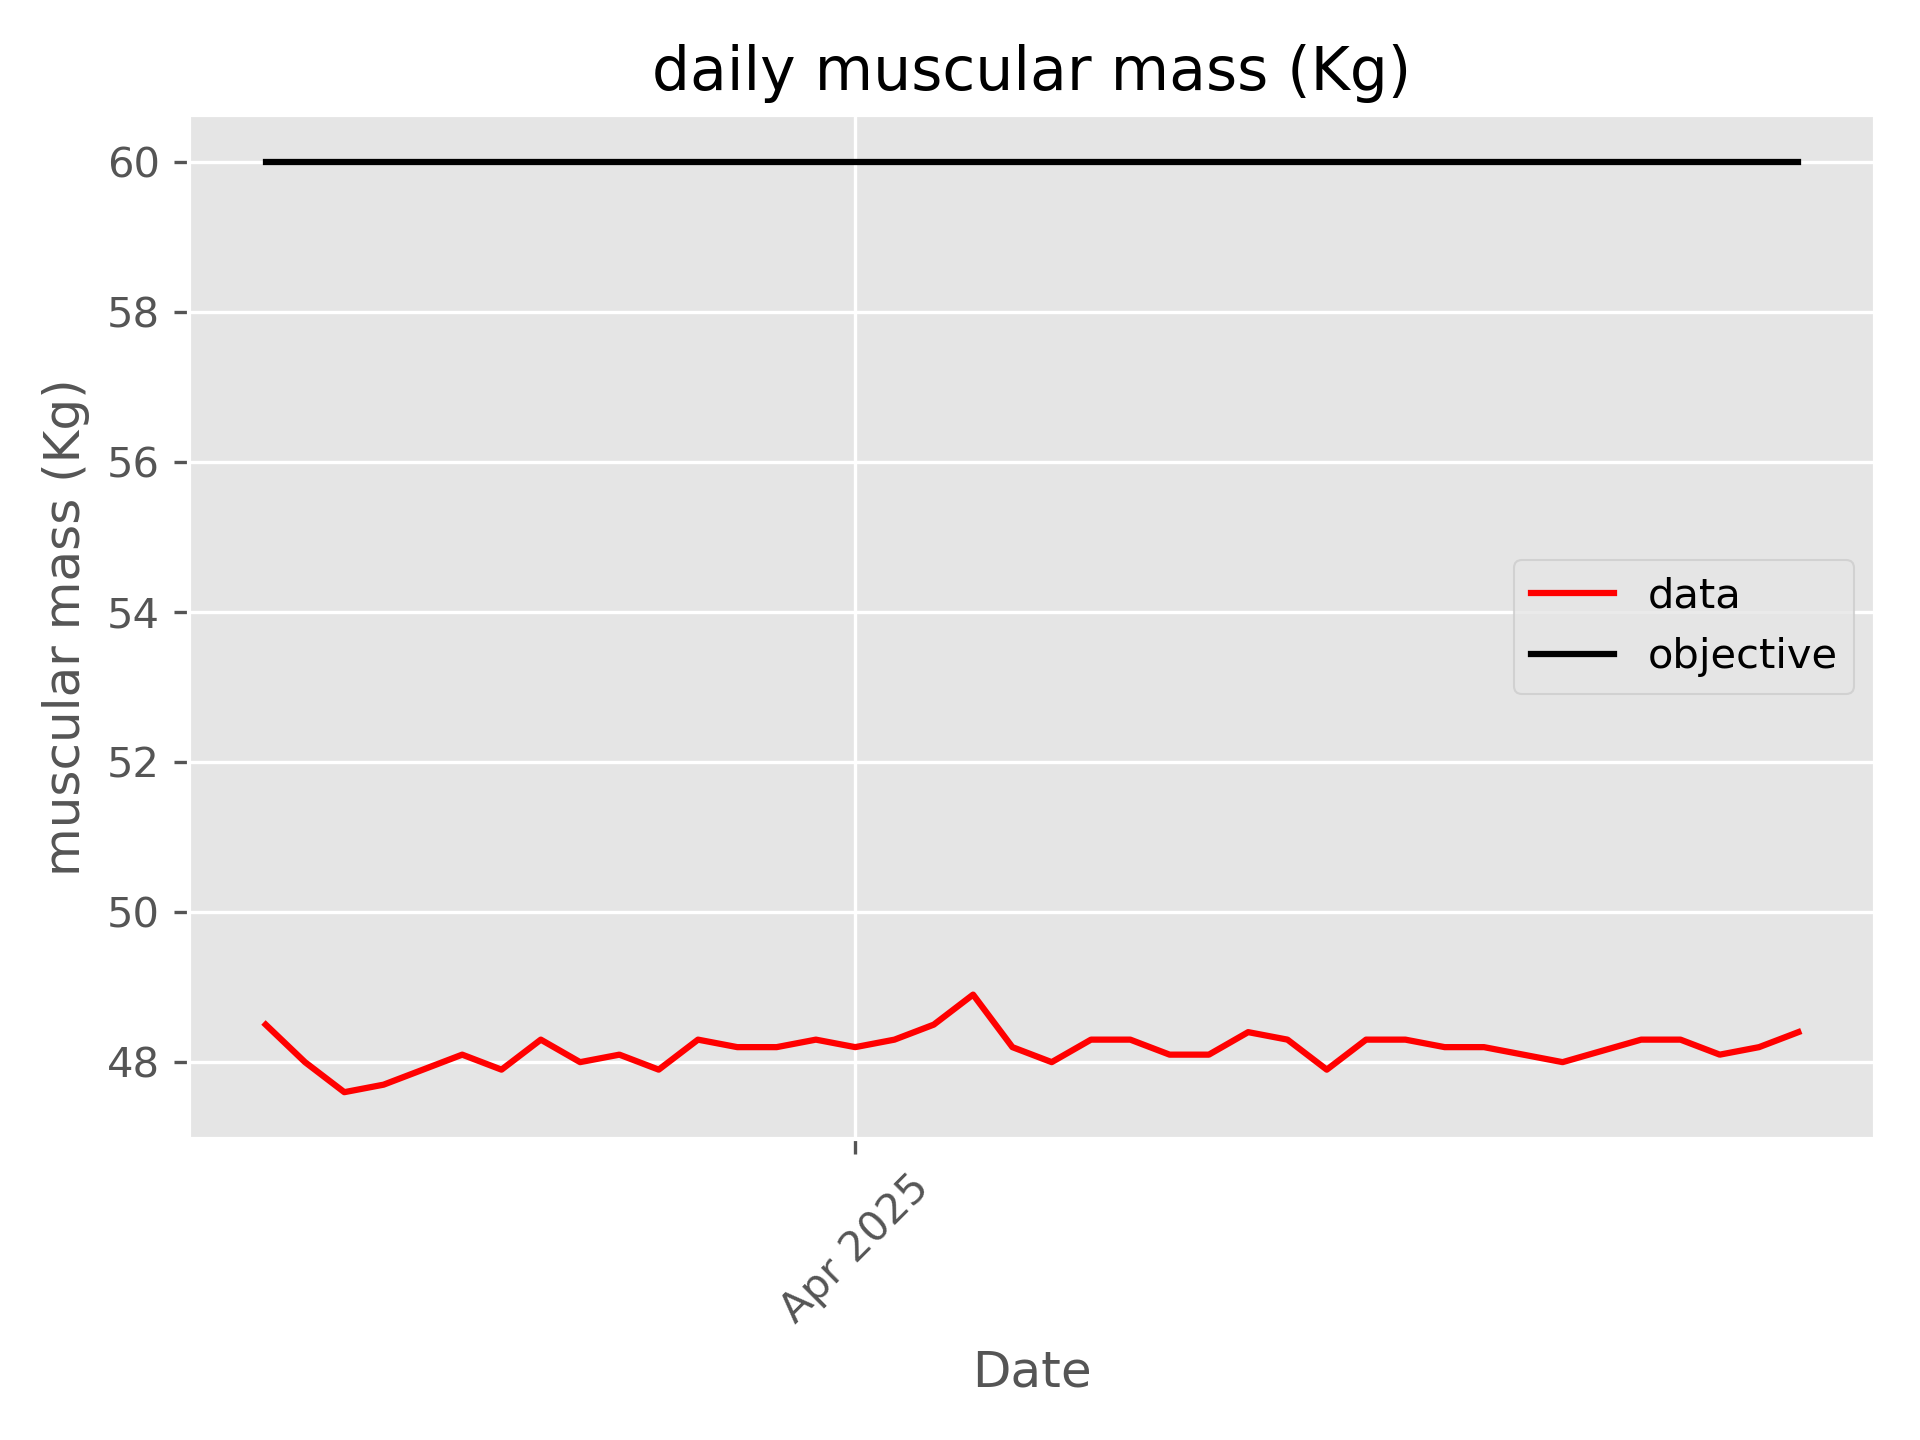 daily muscular mass (Kg)
muscular mass (Kg)
60
58
56
54
52
50
48
data
objective
Apr 2025
Date